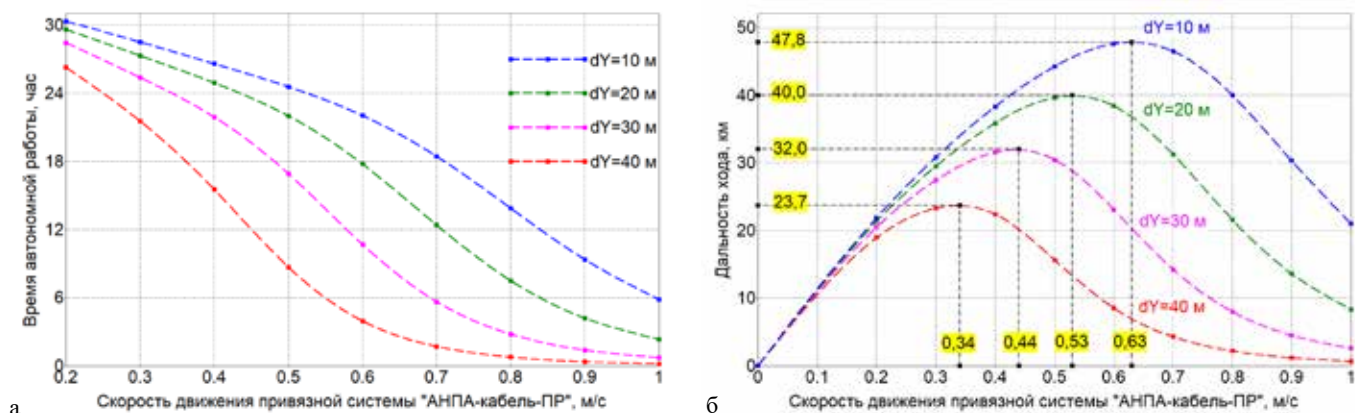 Время автономной работы, час
30
24
18
12
6
0
dY=10 м
dY=20 м
dY=30 м
dY=40 м
0.2 0.3 0.4 0.5 0.6 0.7 0.8 0.9 1
Скорость движения привязной системы "АНПА-кабель-ПР", м/с
а
Дальность хода, км
50
40
30
20
10
0
47,8
40,0
32,0
23,7
dY=10 м
dY=20 м
dY=30 м
dY=40 м
0,34 0,44 0,53 0,63
0 0.1 0.2 0.3 0.4 0.5 0.6 0.7 0.8 0.9 1
Скорость движения привязной системы "АНПА-кабель-ПР", м/с
б